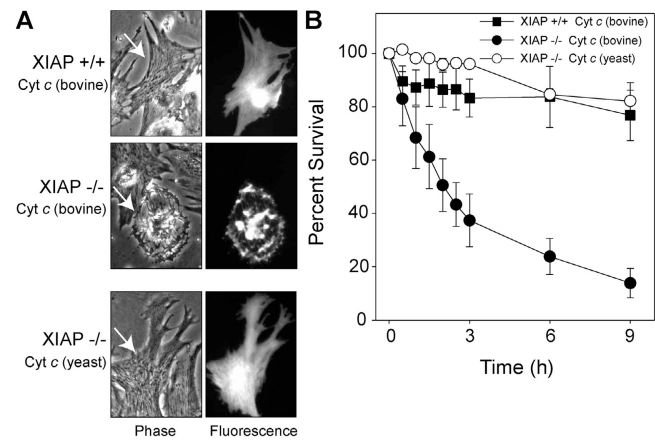 A
XIAP +/+
Cyt c (bovine)
XIAP -/-
Cyt c (bovine)
XIAP -/-
Cyt c (yeast)
Phase
Fluorescence
B
XIAP +/+ Cyt c (bovine)
XIAP -/- Cyt c (bovine)
XIAP -/- Cyt c (yeast)
Percent Survival
100
80
60
40
20
0
0
3
6
9
Time (h)